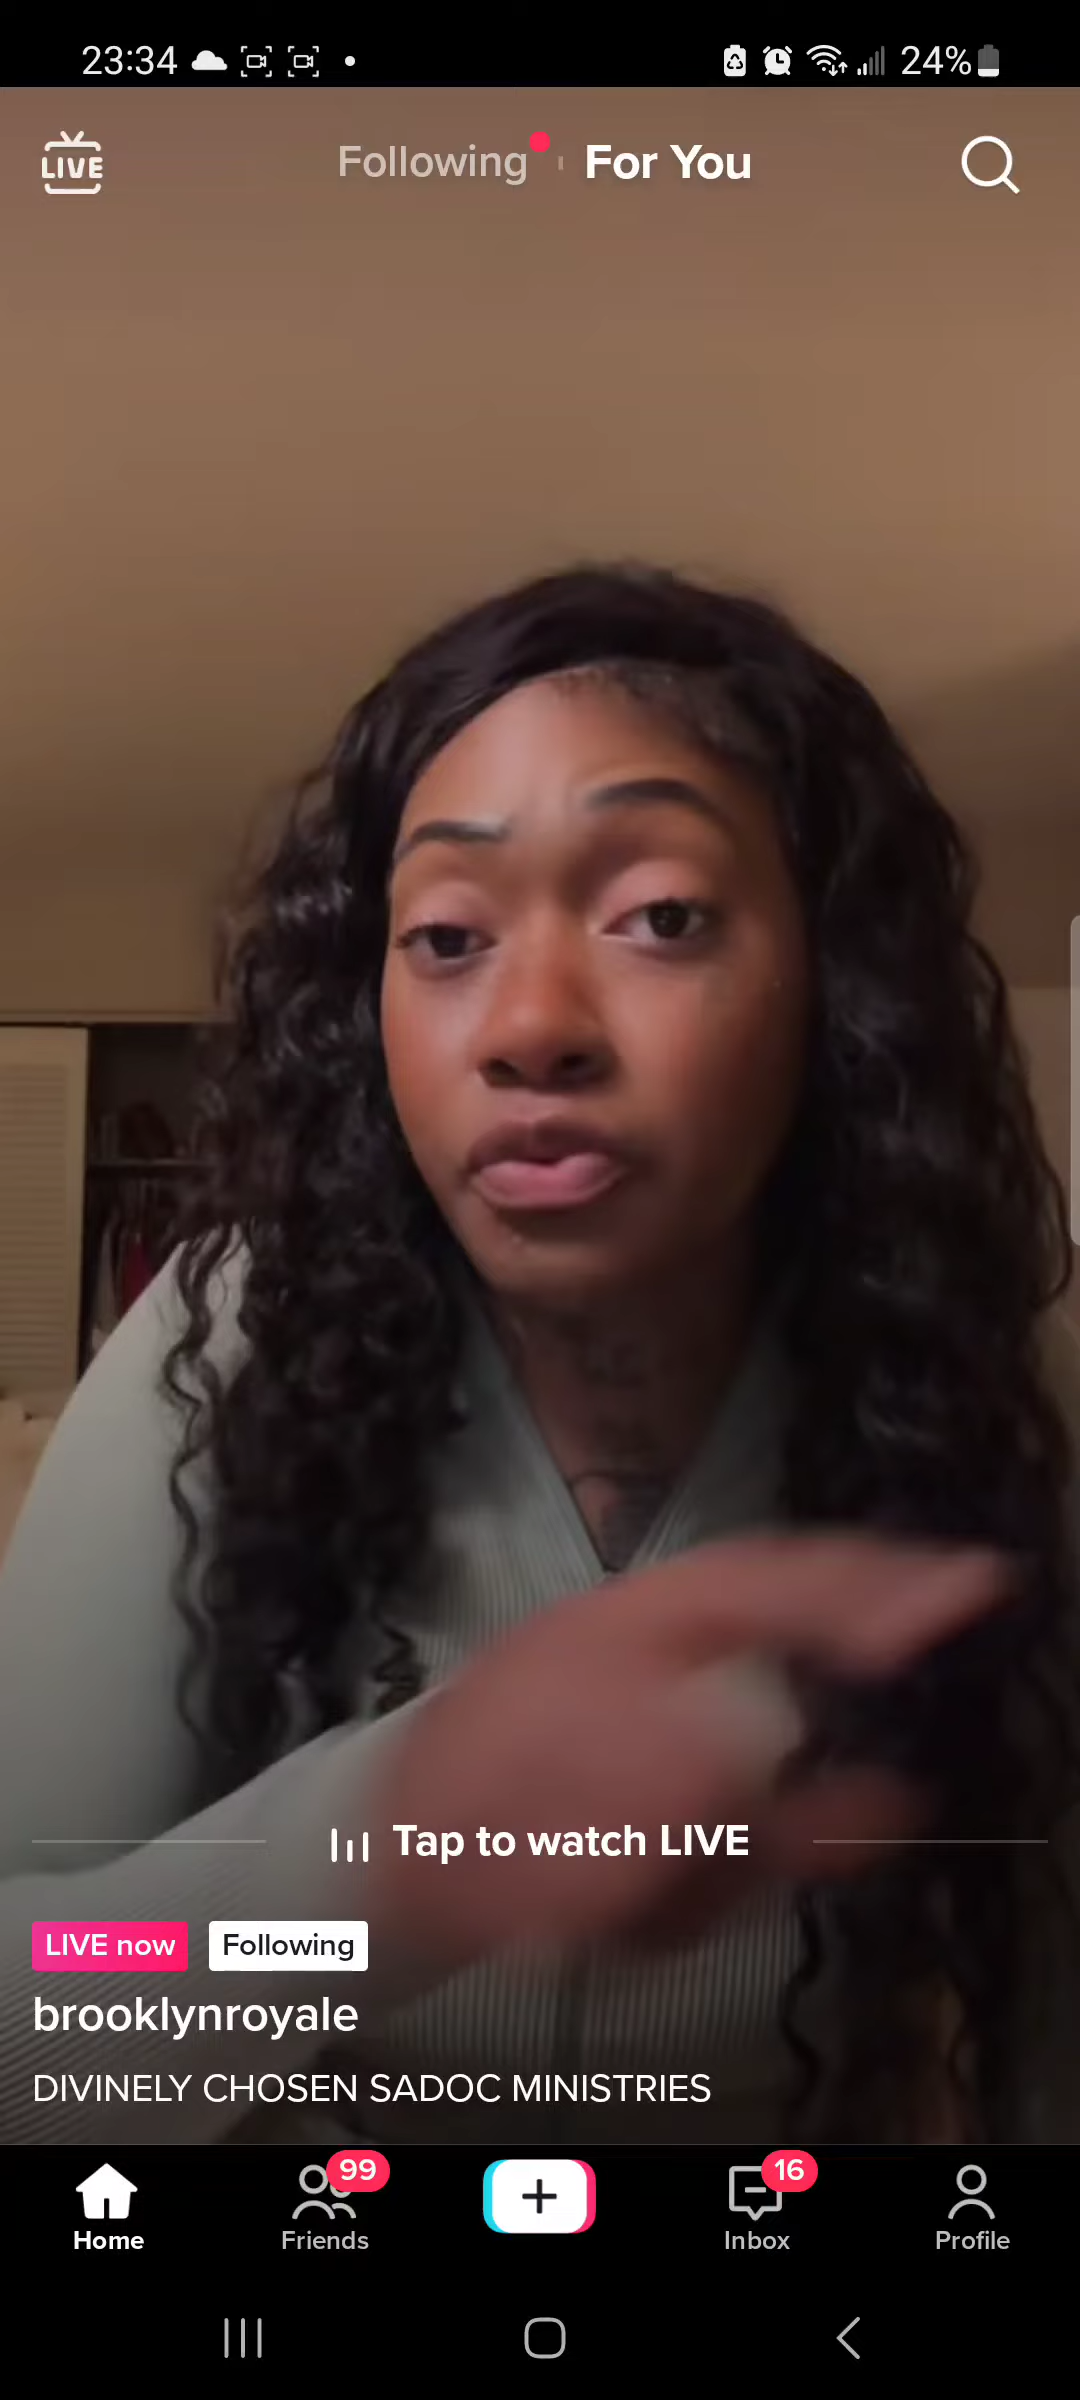 23:34
24%
LIVE
Following
For You
Tap to watch LIVE
LIVE now
Following
brooklynroyale
DIVINELY CHOSEN SADOC MINISTRIES
99
16
Home
Friends
Inbox
Profile